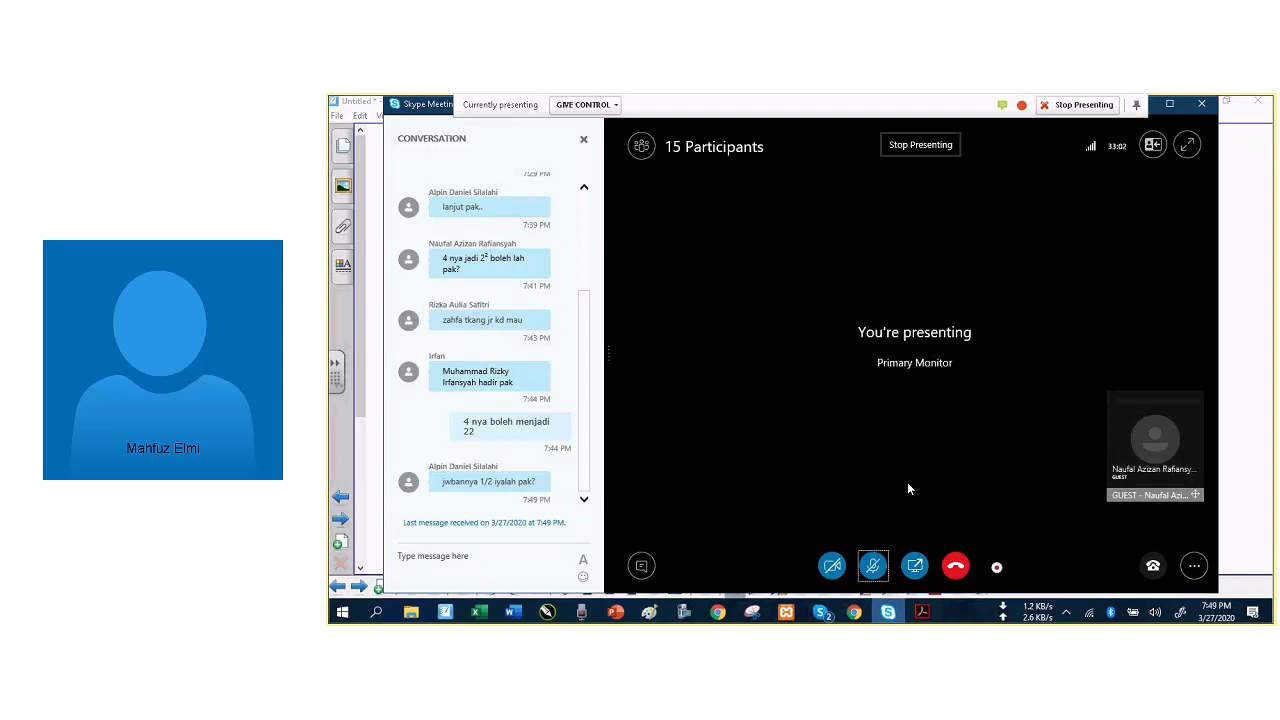 Mahfuz Elmi
Untitled *
File Edit
Skype Meetin
Currently presenting
GIVE CONTROL
Stop Presenting
CONVERSATION
7:29 PM
Alpin Daniel Silalahi
lanjut pak..
7:39 PM
Naufal Azizan Rafiansyah
4 nya jadi 2² boleh lah
pak?
7:41 PM
Rizka Aulia Safitri
zahfa tkang jr kd mau
7:43 PM
Irfan
Muhammad Rizky
Irfansyah hadir pak
7:44 PM
4 nya boleh menjadi
22
7:44 PM
Alpin Daniel Silalahi
jwbannya 1/2 iyalah pak?
7:49 PM
Last message received on 3/27/2020 at 7:49 PM.
Type message here
A
15 Participants
Stop Presenting
33:02
You're presenting
Primary Monitor
Naufal Azizan Rafiansy...
GUEST
GUEST - Naufal Azi...
2
1.2 KB/s
2.6 KB/s
7:49 PM
3/27/2020